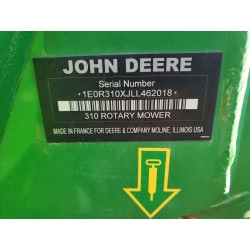 JOHN DEERE
Serial Number
*1E0R310XJLL462018*
310 ROTARY MOWER
MADE IN FRANCE FOR DEERE & COMPANY MOLINE, ILLINOIS USA